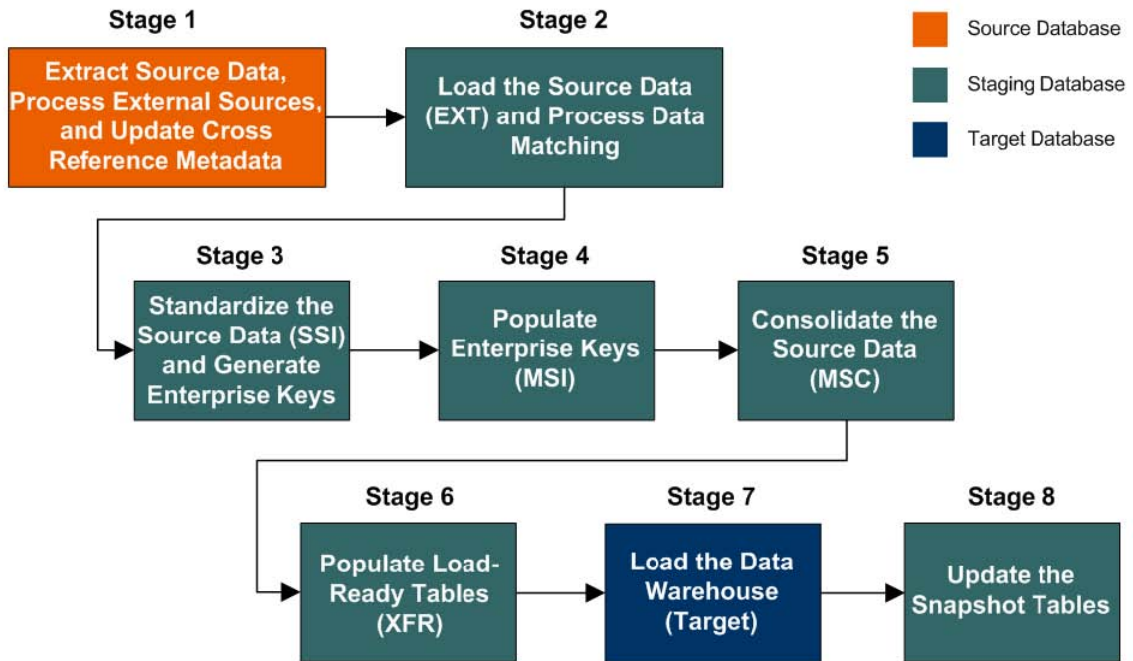 Stage 1
Stage 2
Source Database
Staging Database
Target Database
Extract Source Data,
Process External Sources,
and Update Cross
Reference Metadata
Load the Source Data
(EXT) and Process Data
Matching
Stage 3
Stage 4
Stage 5
Standardize the
Source Data (SSI)
and Generate
Enterprise Keys
Populate
Enterprise Keys
(MSI)
Consolidate the
Source Data
(MSC)
Stage 6
Stage 7
Stage 8
Populate Load-
Ready Tables
(XFR)
Load the Data
Warehouse
(Target)
Update the
Snapshot Tables